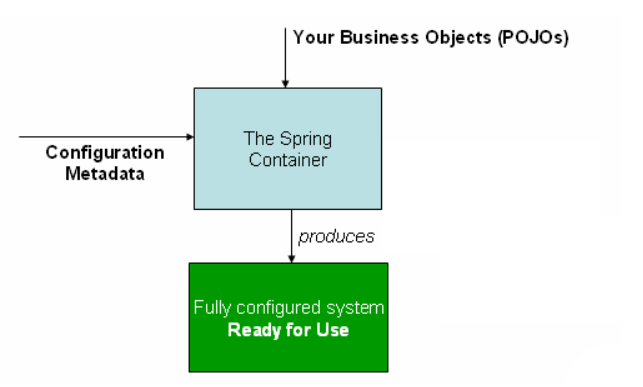 Your Business Objects (POJOs)
The Spring
Container
Configuration
Metadata
produces
Fully configured system
Ready for Use